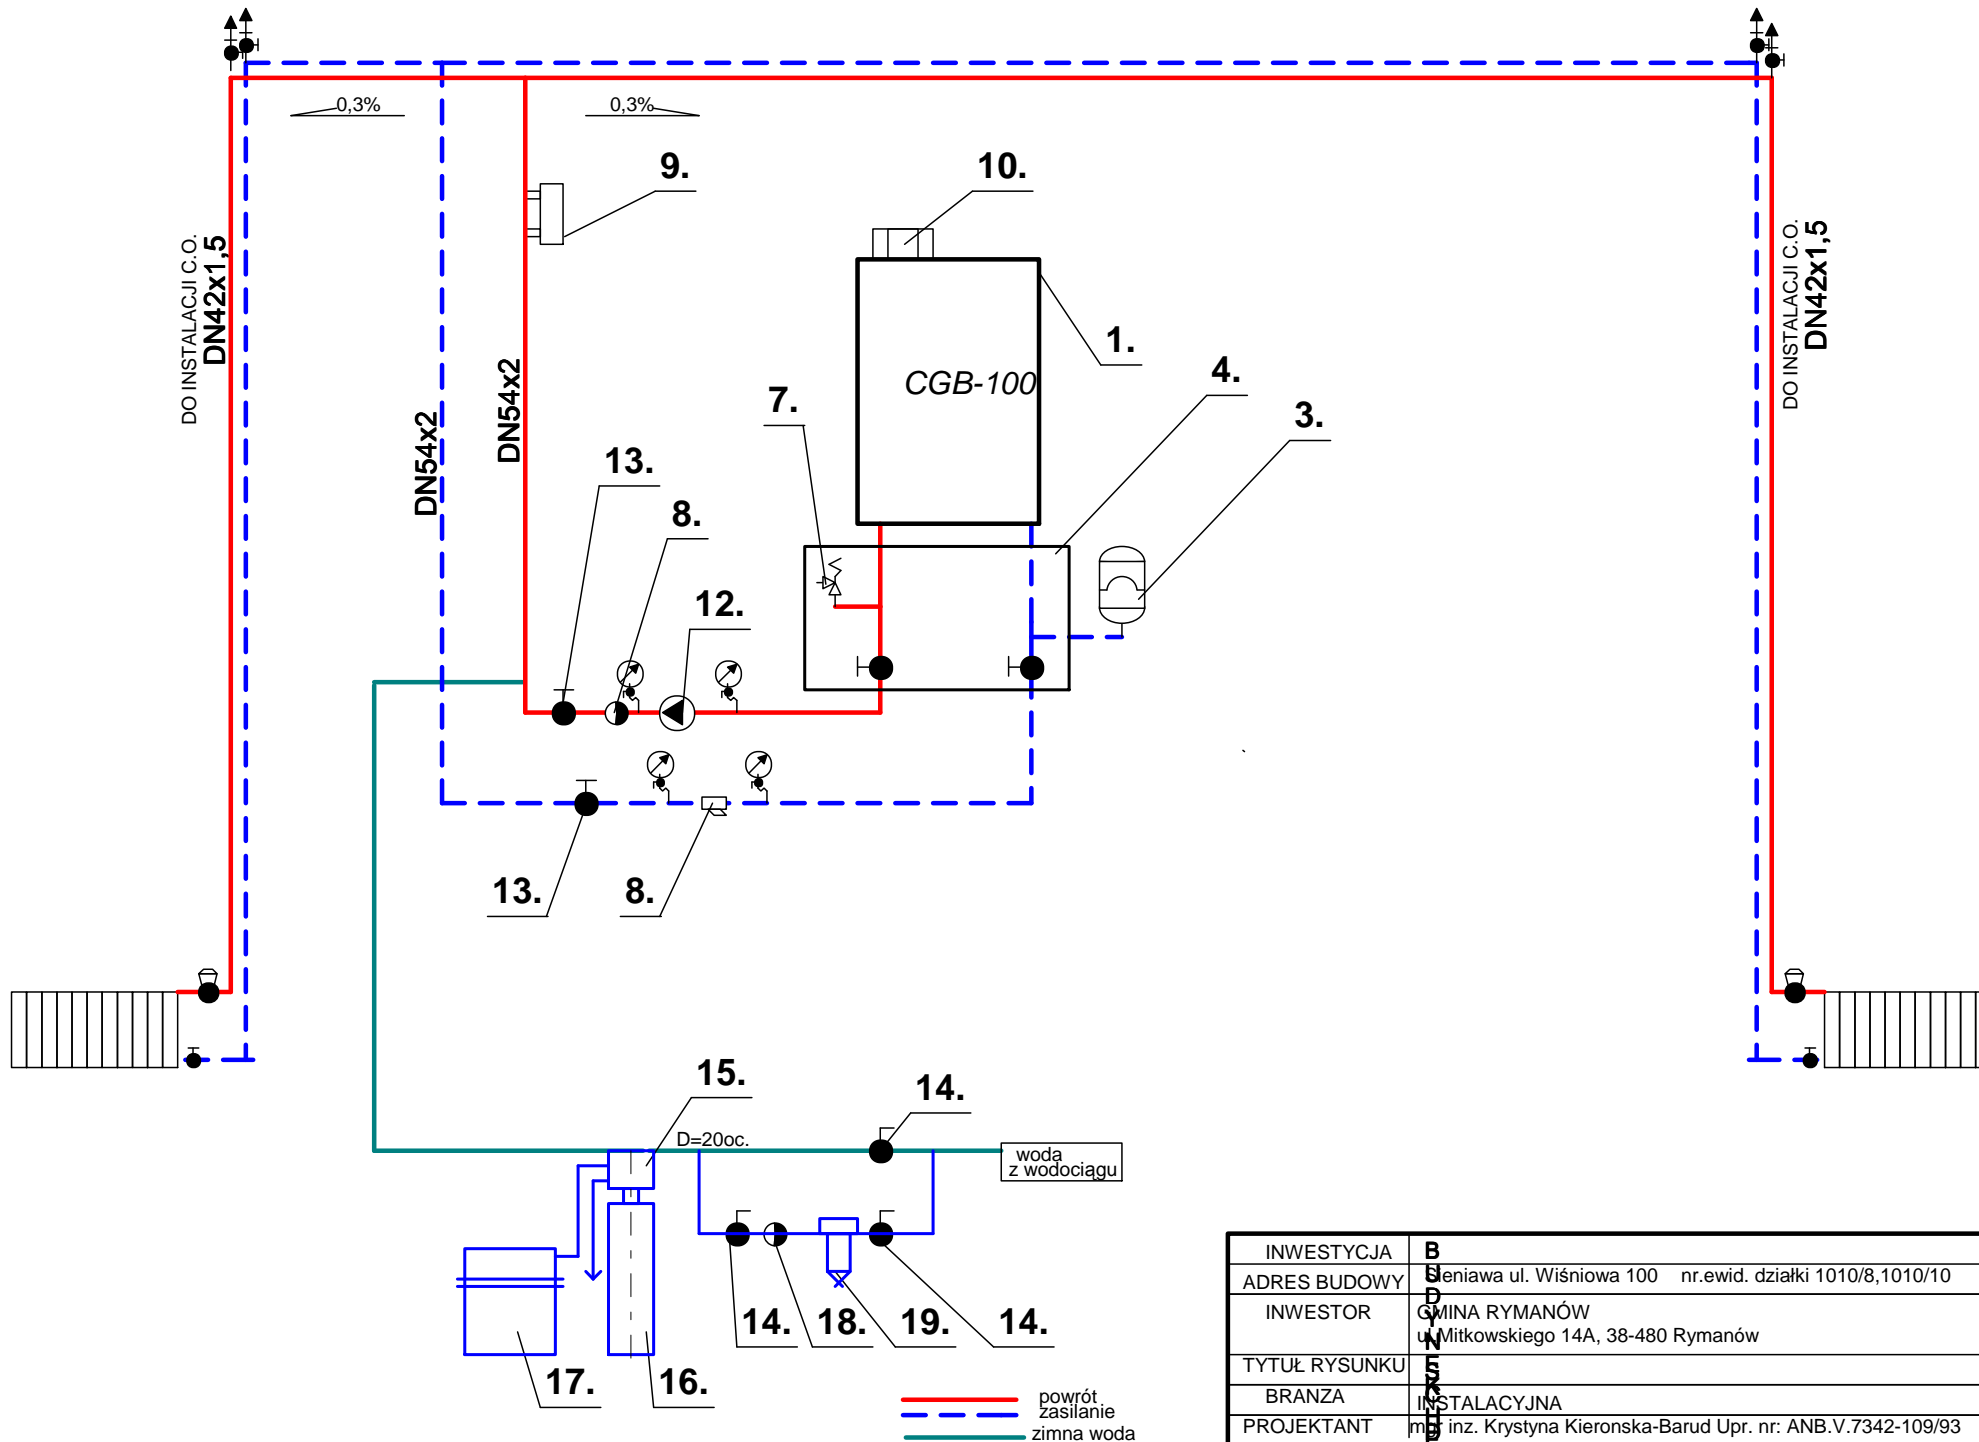 0,3%
0,3%
9.
10.
DO INSTALACJI C.O.
DN42x1,5
DO INSTALACJI C.O.
DN42x1,5
1.
CGB-100
4.
7.
3.
DN54x2
DN54x2
13.
8.
12.
13.
8.
15.
14.
D=20oc.
woda
z wodociągu
14.
18.
19.
14.
17.
16.
powrót
zasilanie
zimna woda
INWESTYCJA
ADRES BUDOWY Sieniawa ul. Wiśniowa 100 nr.ewid. działki 1010/8,1010/10
INWESTOR GMINA RYMANÓW
ul Mitkowskiego 14A, 38-480 Rymanów
TYTUŁ RYSUNKU
BRANZA INSTALACYJNA
PROJEKTANT mgr inz. Krystyna Kieronska-Barud Upr. nr: ANB.V.7342-109/93